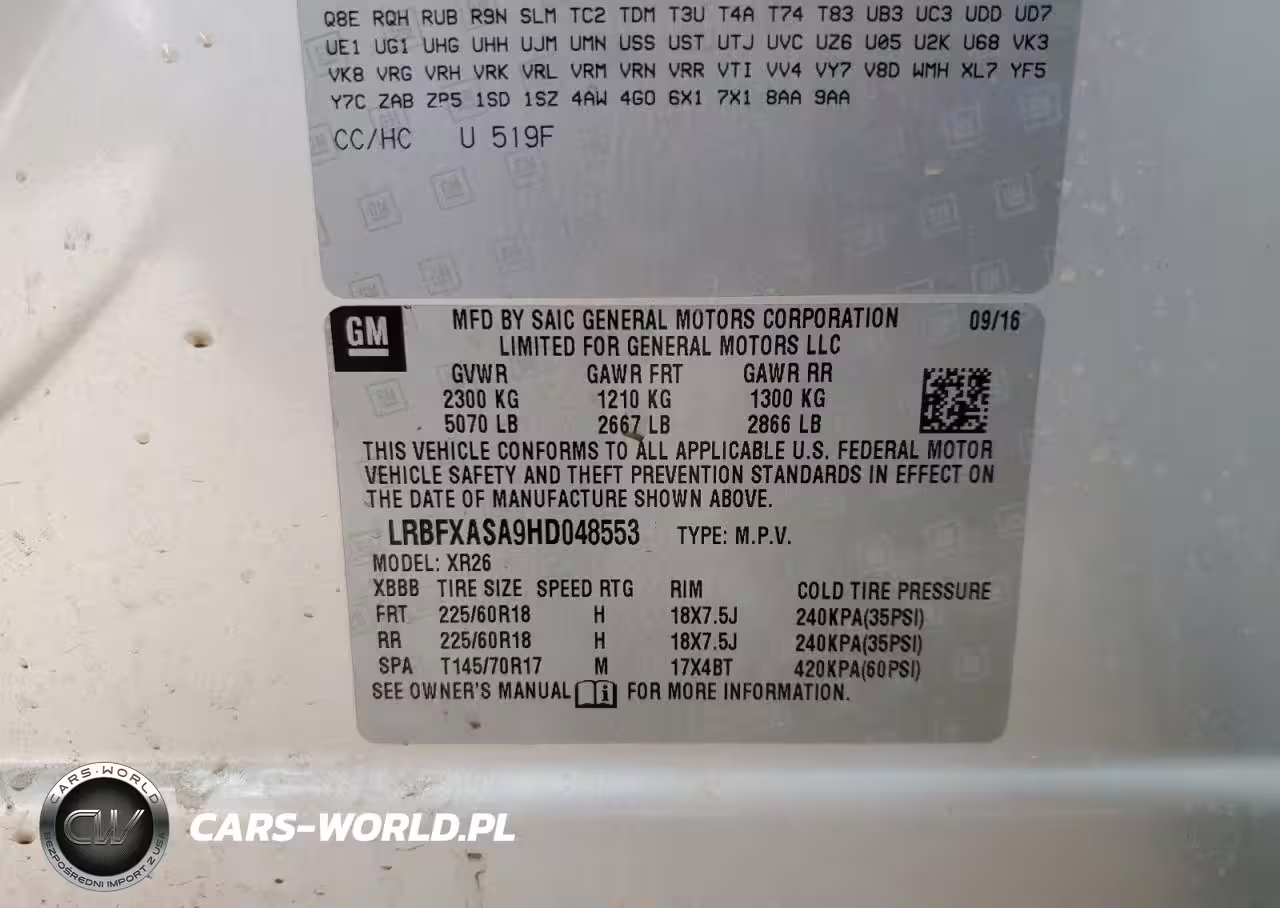 Q8E RQH RUB R9N SLM TC2 TDM T3U T4A T74 T83 UB3 UC3 UDD UD7
UE1 UG1 UHG UHH UJM UMN USS UST UTJ UVC UZ6 U05 U2K U68 VK3
VK8 VRG VRH VRK VRL VRM VRN VRR VTI VV4 VY7 V8D WMH XL7 YF5
Y7C ZAB ZP5 1SD 1SZ 4AW 4GO 6X1 7X1 8AA 9AA
CC/HC U 519F
GM MFD BY SAIC GENERAL MOTORS CORPORATION 09/16
LIMITED FOR GENERAL MOTORS LLC
GVWR GAWR FRT GAWR RR
2300 KG 1210 KG 1300 KG
5070 LB 2667 LB 2866 LB
THIS VEHICLE CONFORMS TO ALL APPLICABLE U.S. FEDERAL MOTOR
VEHICLE SAFETY AND THEFT PREVENTION STANDARDS IN EFFECT ON
THE DATE OF MANUFACTURE SHOWN ABOVE.
LRBFXASA9HD048553 TYPE: M.P.V.
MODEL: XR26
XBBB TIRE SIZE SPEED RTG RIM COLD TIRE PRESSURE
FRT 225/60R18 H 18X7.5J 240KPA(35PSI)
RR 225/60R18 H 18X7.5J 240KPA(35PSI)
SPA T145/70R17 M 17X4BT 420KPA(60PSI)
SEE OWNER'S MANUAL FOR MORE INFORMATION.
CARS-WORLD
CW
BEZPOŚREDNI IMPORT Z USA
CARS-WORLD.PL